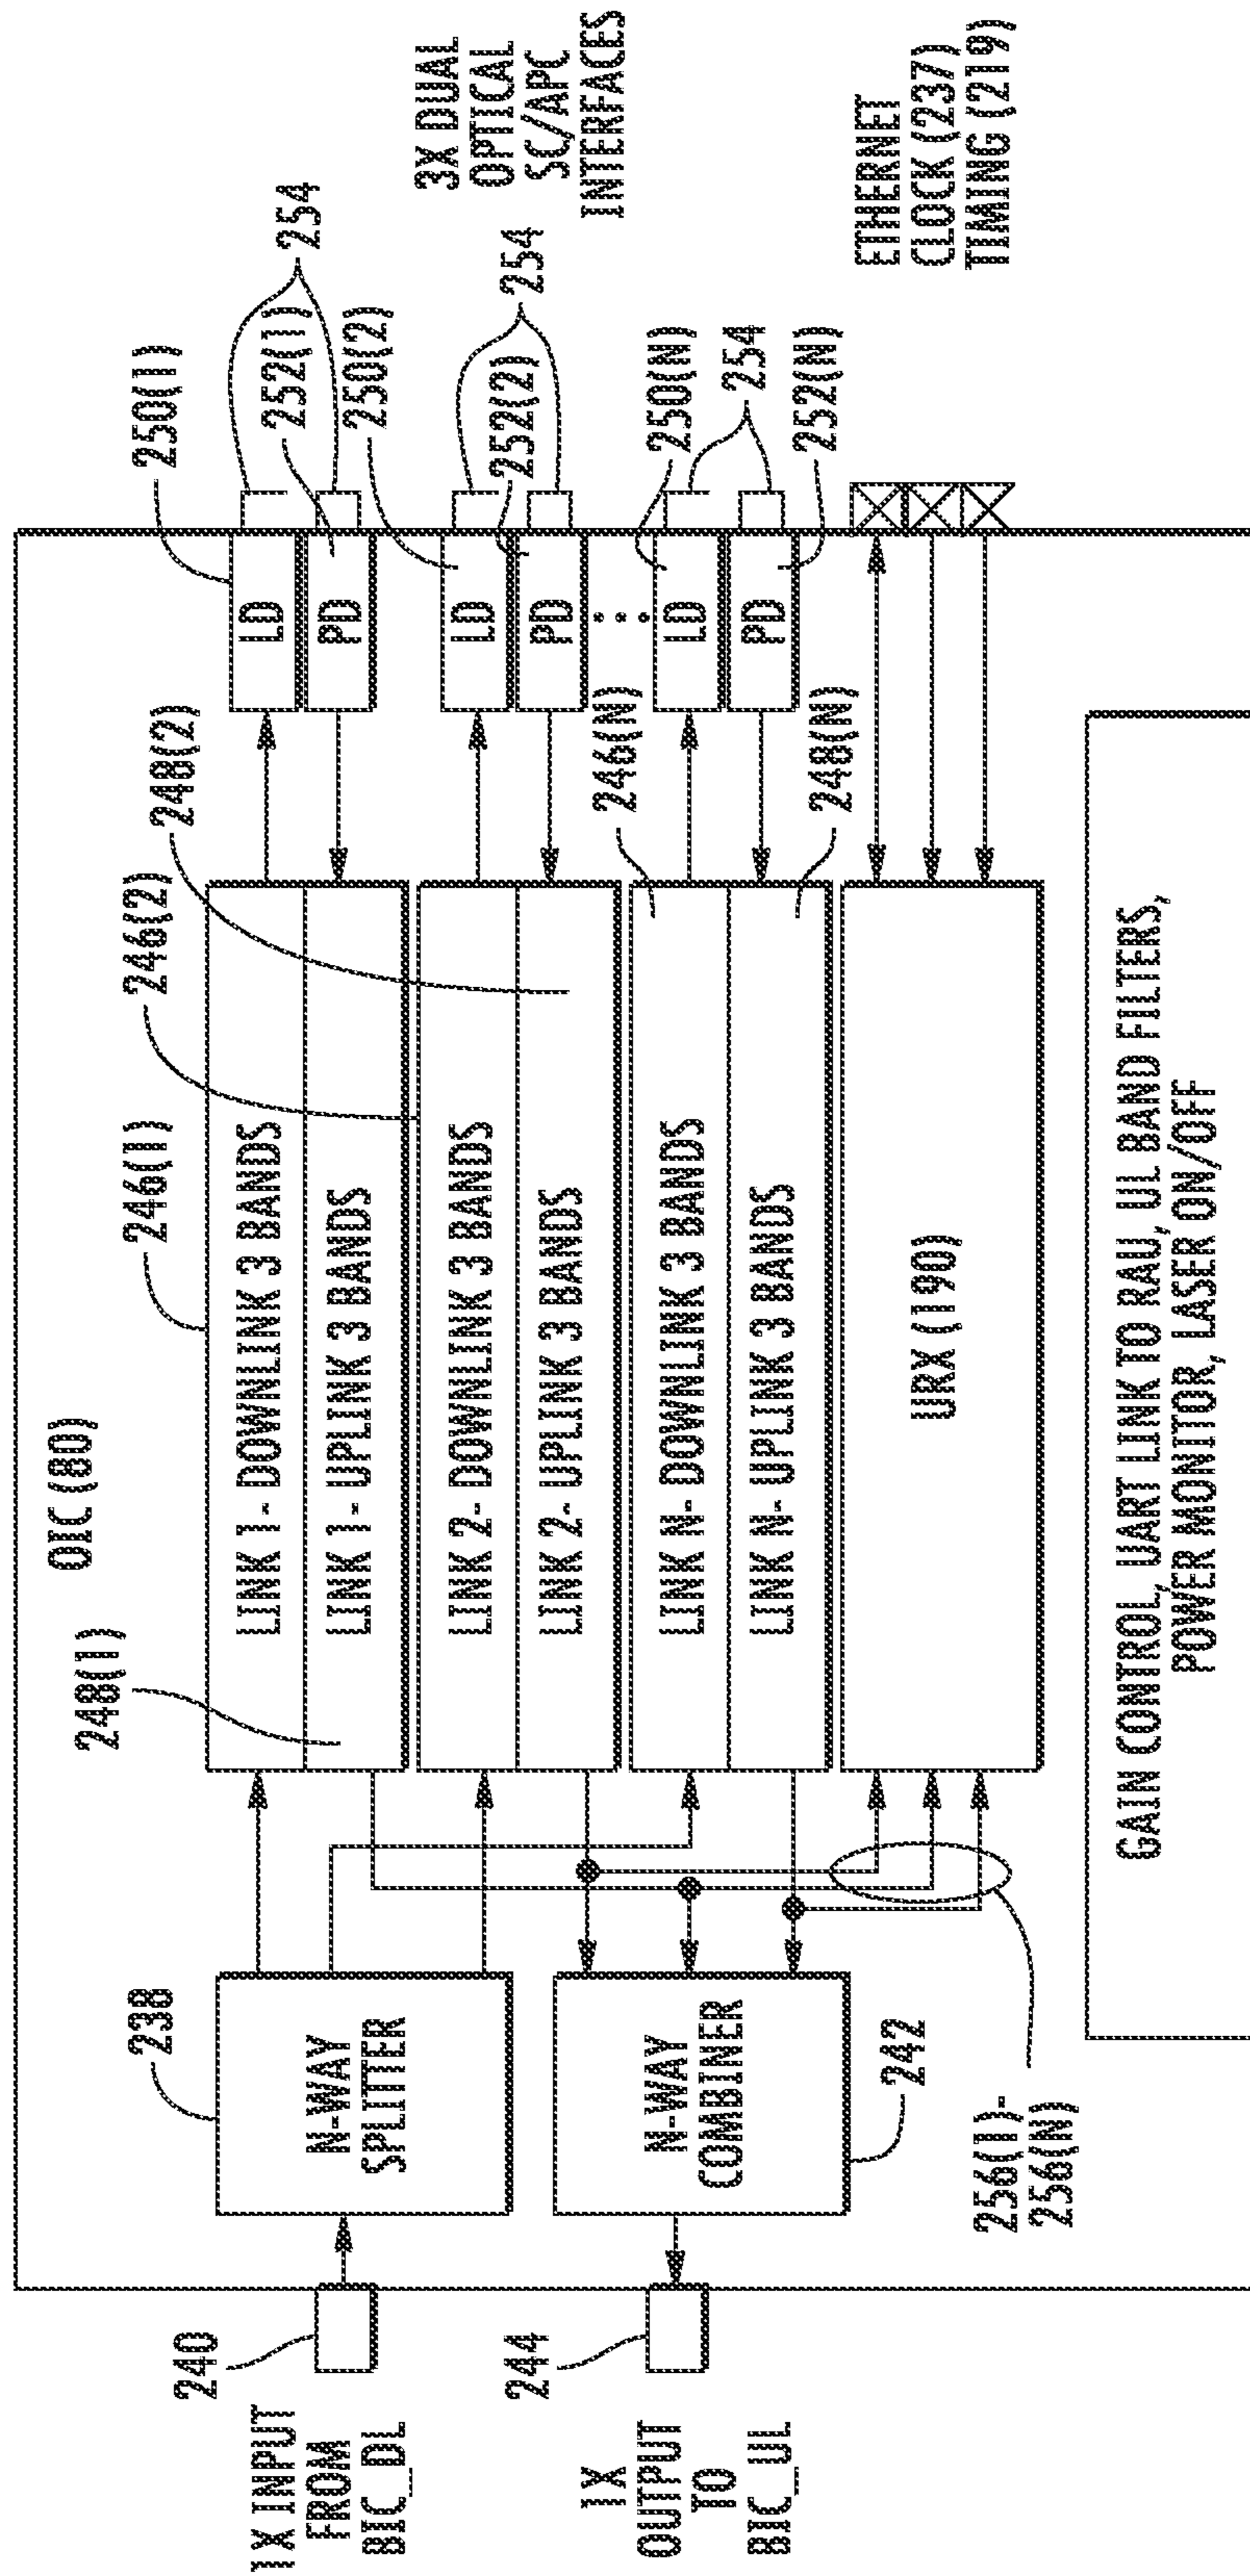 OIC (80)
1X INPUT
FROM
BIC_DL
240
238
N-WAY
SPLITTER
1X
OUTPUT
TO
BIC_UL
244
N-WAY
COMBINER
242
256(1)-
256(N)
248(1)
246(1)
246(2)
248(2)
LINK 1- DOWNLINK 3 BANDS
LINK 1- UPLINK 3 BANDS
LINK 2- DOWNLINK 3 BANDS
LINK 2- UPLINK 3 BANDS
LINK N- DOWNLINK 3 BANDS
LINK N- UPLINK 3 BANDS
246(N)
248(N)
URX (190)
LD
PD
LD
PD
LD
PD
250(1)
252(1)
254
250(2)
252(2)
254
250(N)
254
252(N)
3X DUAL
OPTICAL
SC/APC
INTERFACES
ETHERNET
CLOCK (237)
TIMING (219)
GAIN CONTROL, UART LINK TO RAU, UL BAND FILTERS,
POWER MONITOR, LASER ON/OFF